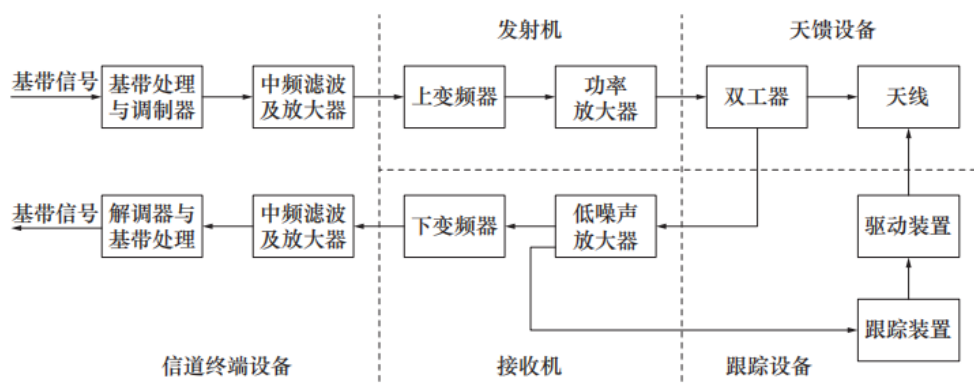 发射机
天馈设备
基带信号
基带处理
与调制器
中频滤波
及放大器
上变频器
功率
放大器
双工器
天线
基带信号
解调器与
基带处理
中频滤波
及放大器
下变频器
低噪声
放大器
驱动装置
跟踪装置
信道终端设备
接收机
跟踪设备